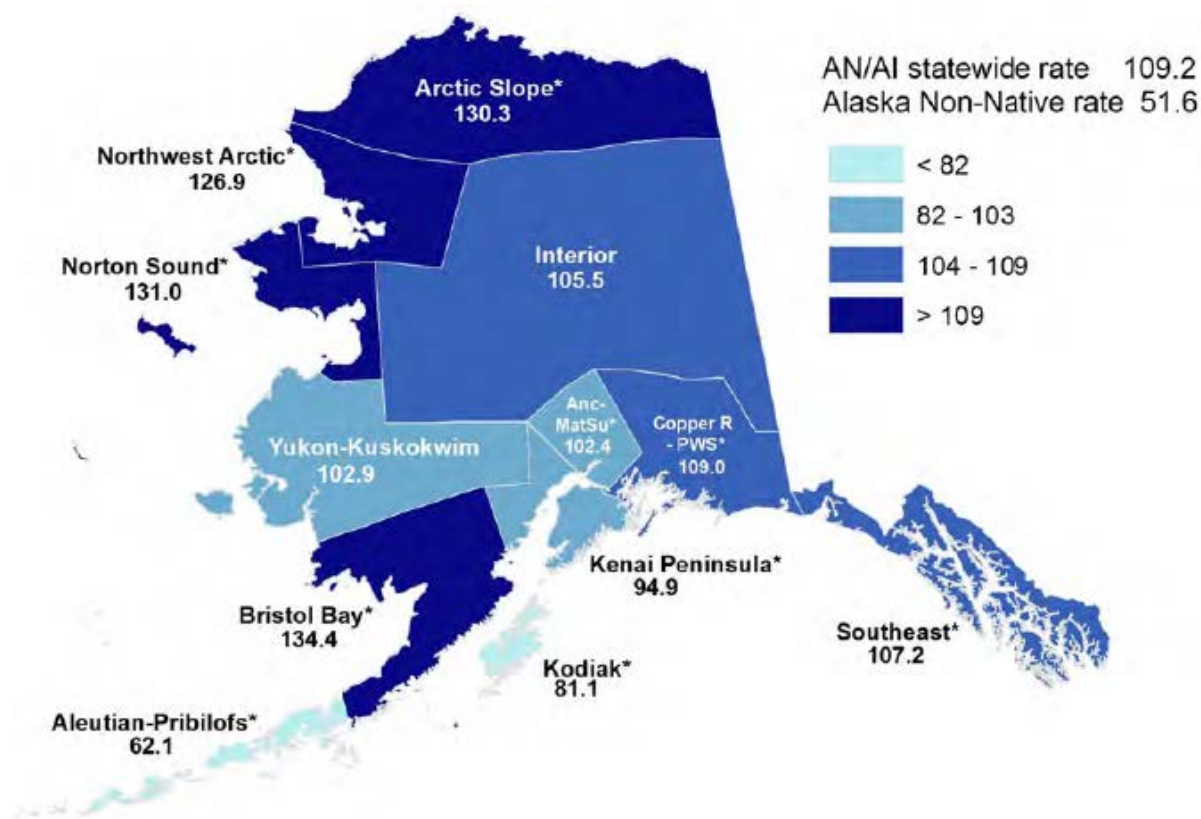 AN/AI statewide rate 109.2
Alaska Non-Native rate 51.6
< 82
82 - 103
104 - 109
> 109
Arctic Slope*
130.3
Northwest Arctic*
126.9
Norton Sound*
131.0
Interior
105.5
Anc-
MatSu*
102.4
Copper R
- PWS*
109.0
Yukon-Kuskokwim
102.9
Kenai Peninsula*
94.9
Bristol Bay*
134.4
Southeast*
107.2
Kodiak*
81.1
Aleutian-Pribilofs*
62.1